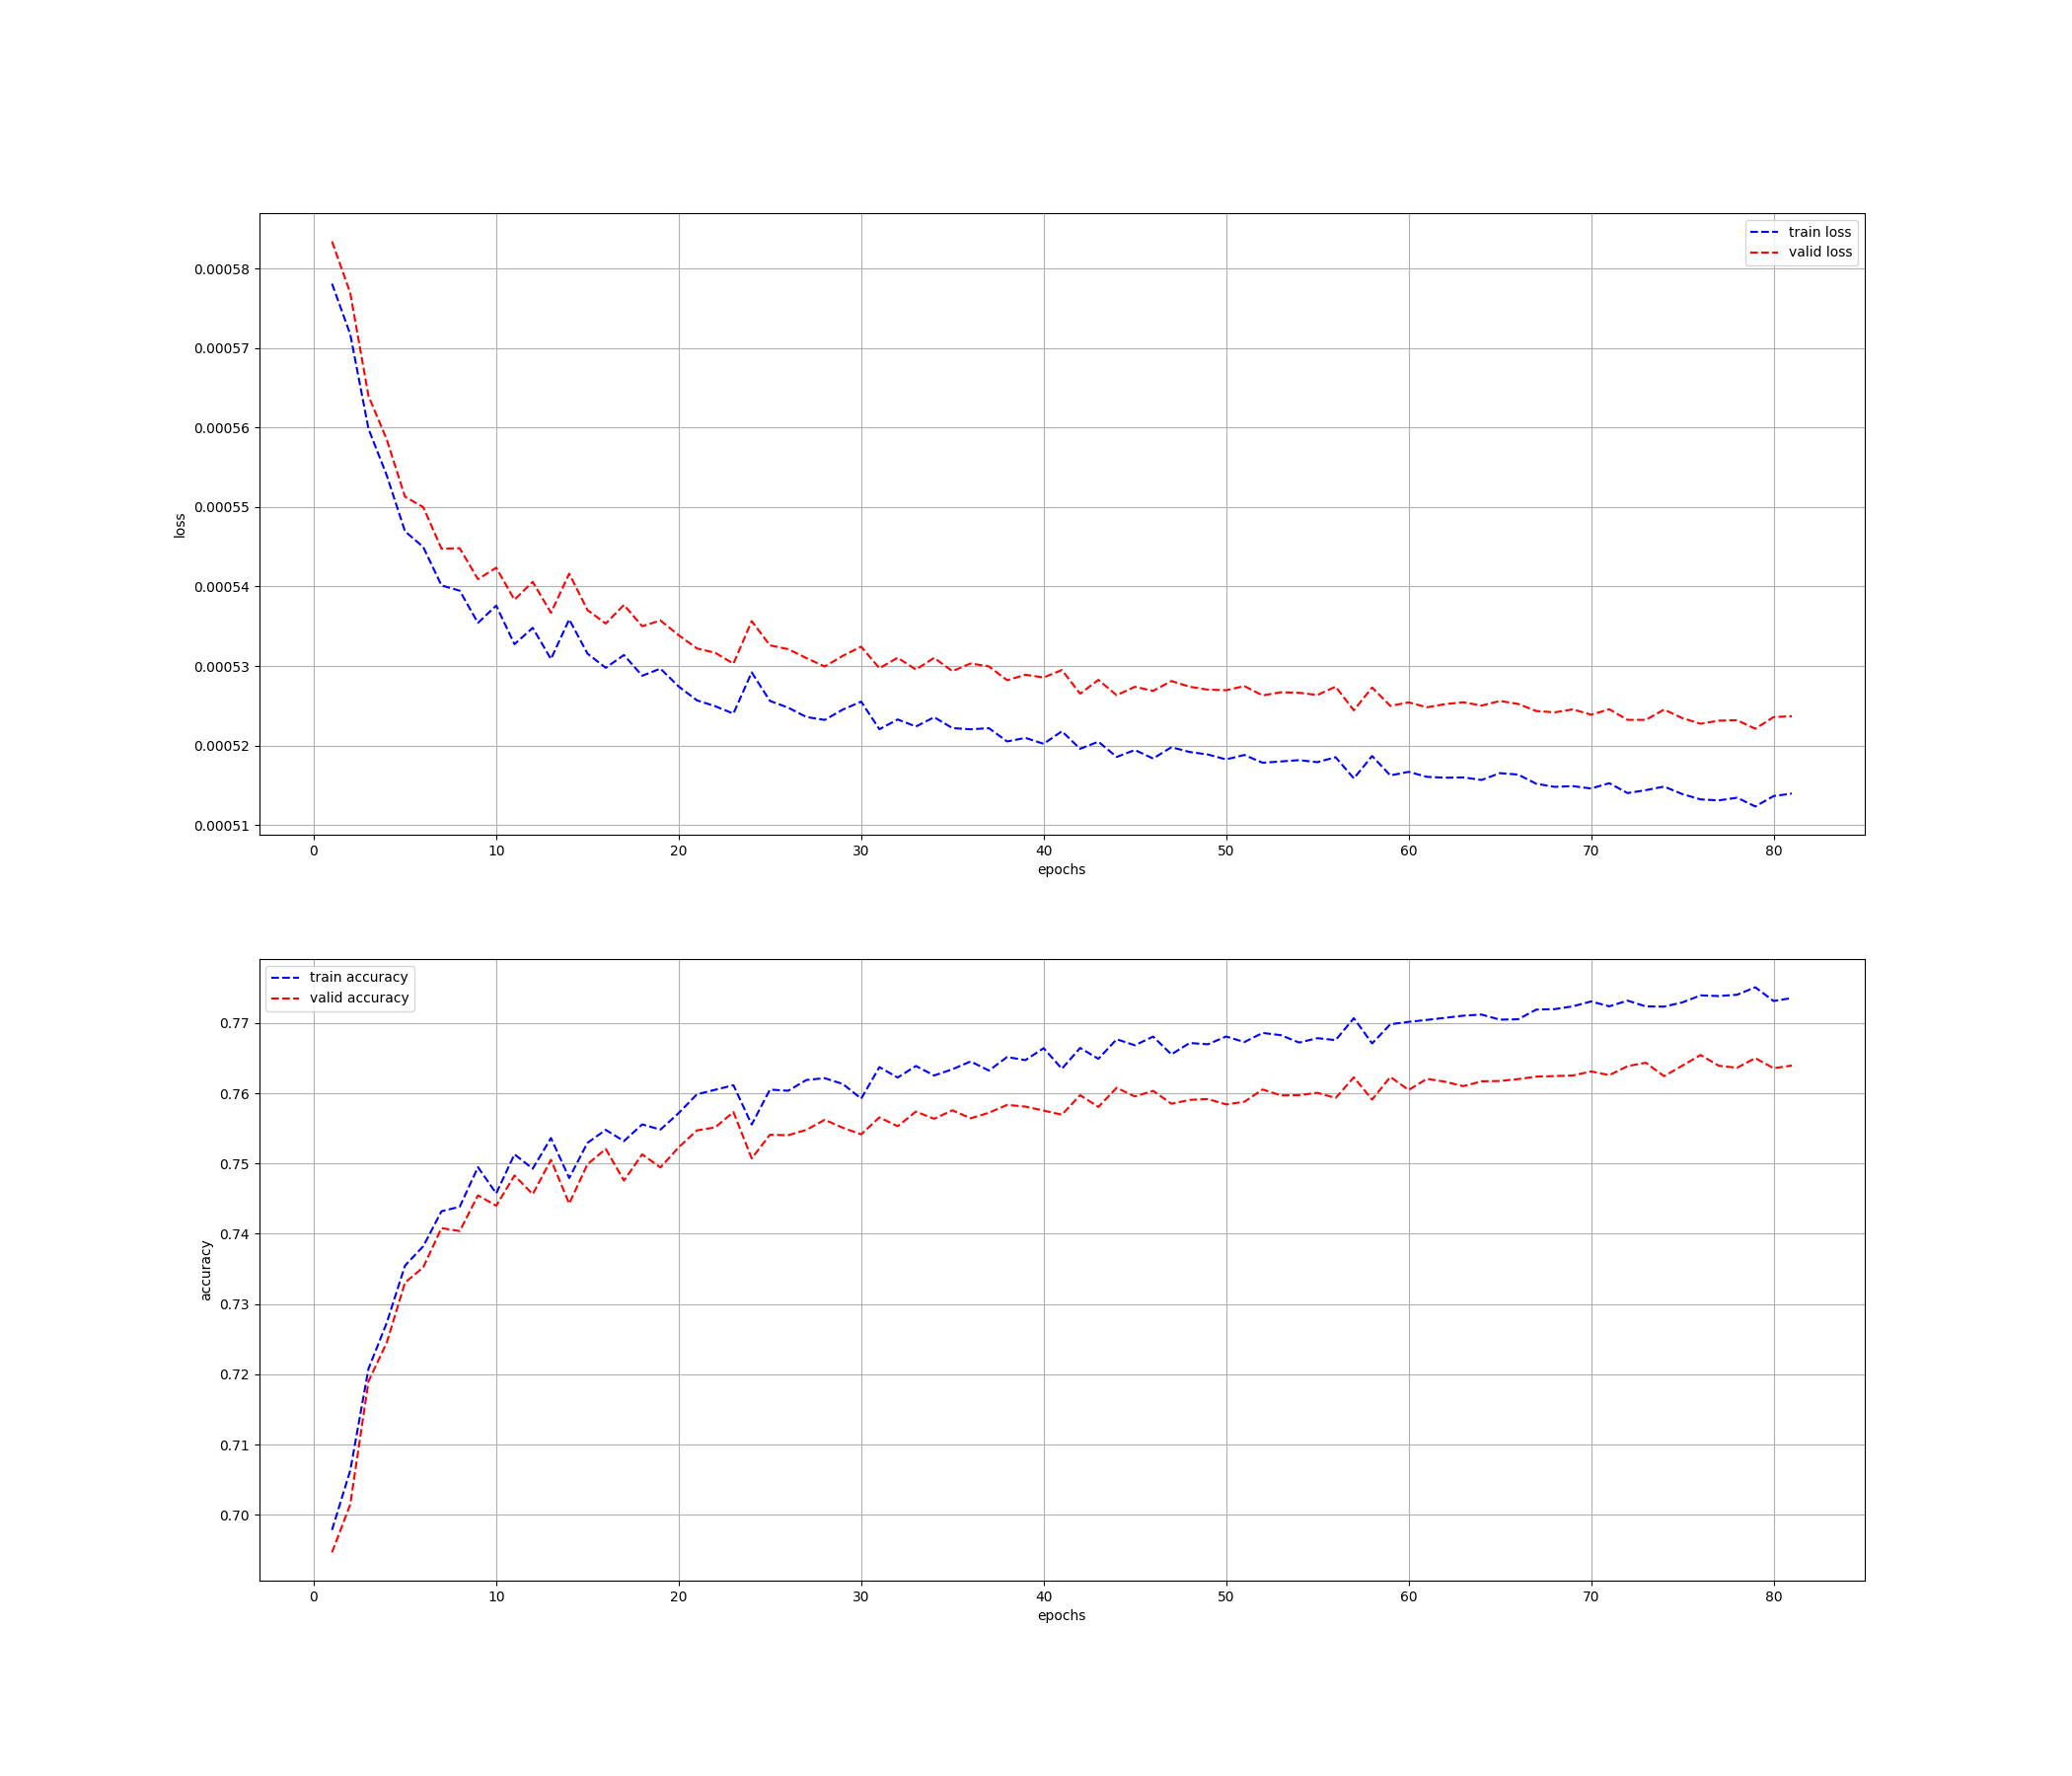 train loss
valid loss
0.00058
0.00057
0.00056
0.00055
0.00054
0.00053
0.00052
0.00051
loss
0 10 20 30 40 50 60 70 80
epochs
train accuracy
valid accuracy
0.77
0.76
0.75
0.74
0.73
0.72
0.71
0.70
accuracy
0 10 20 30 40 50 60 70 80
epochs